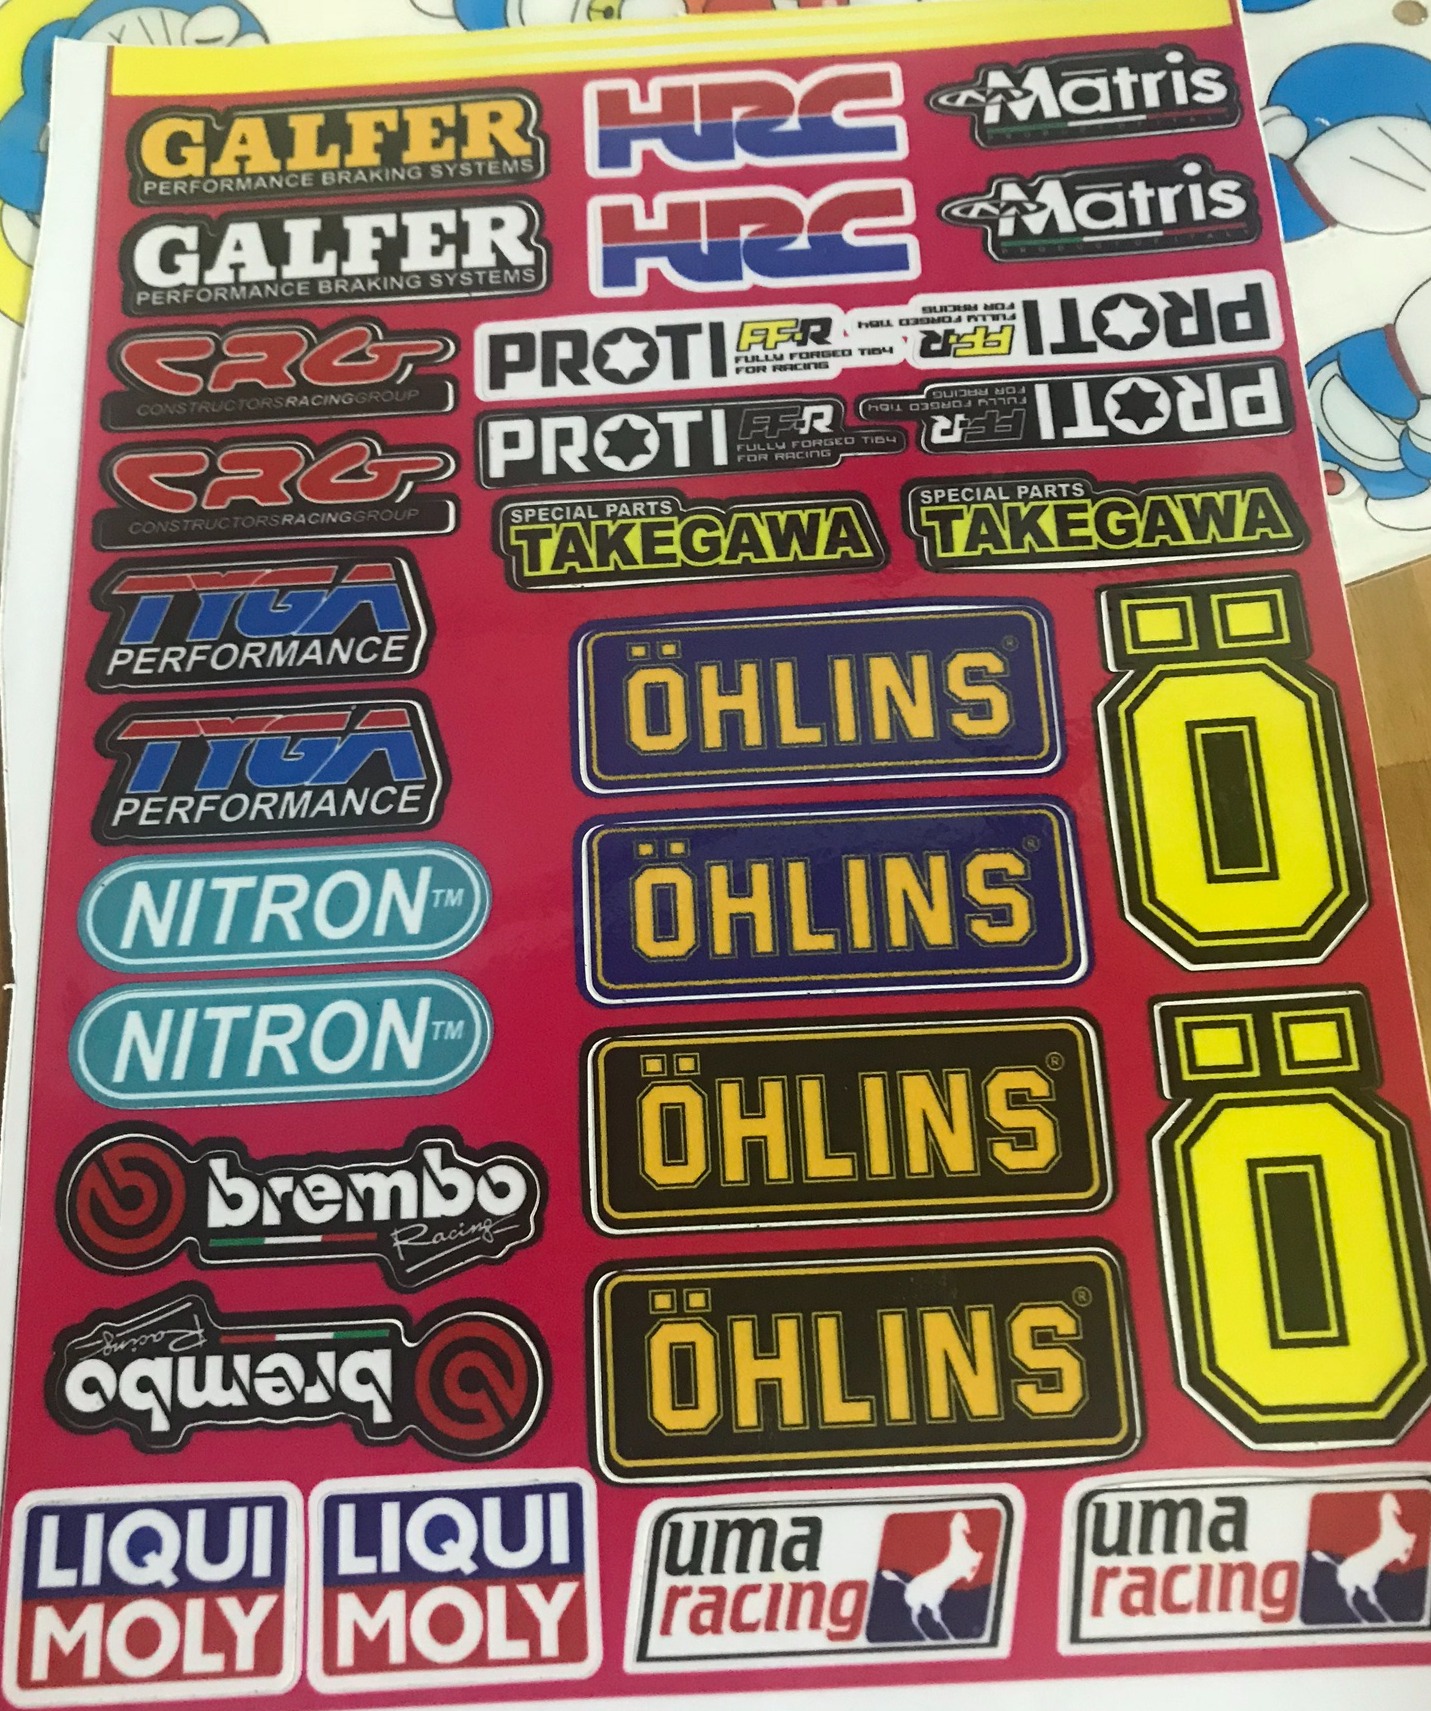 GALFER
PERFORMANCE BRAKING SYSTEMS
HRC
Matris
GALFER
PERFORMANCE BRAKING SYSTEMS
HRC
Matris
CRG
CONSTRUCTORSRACINGGROUP
PROTI FF-R
FULLY FORGED TI64
FOR RACING
PROTI FF-R
FULLY FORGED TI64
FOR RACING
CRG
CONSTRUCTORSRACINGGROUP
PROTI FF-R
FULLY FORGED TI64
FOR RACING
PROTI FF-R
FULLY FORGED TI64
FOR RACING
SPECIAL PARTS
TAKEGAWA
SPECIAL PARTS
TAKEGAWA
TYGA
PERFORMANCE
ÖHLINS®
Ö
TYGA
PERFORMANCE
NITRON™
ÖHLINS®
NITRON™
ÖHLINS®
Ö
brembo
Racing
brembo
Racing
ÖHLINS®
LIQUI
MOLY
LIQUI
MOLY
uma
racing
uma
racing